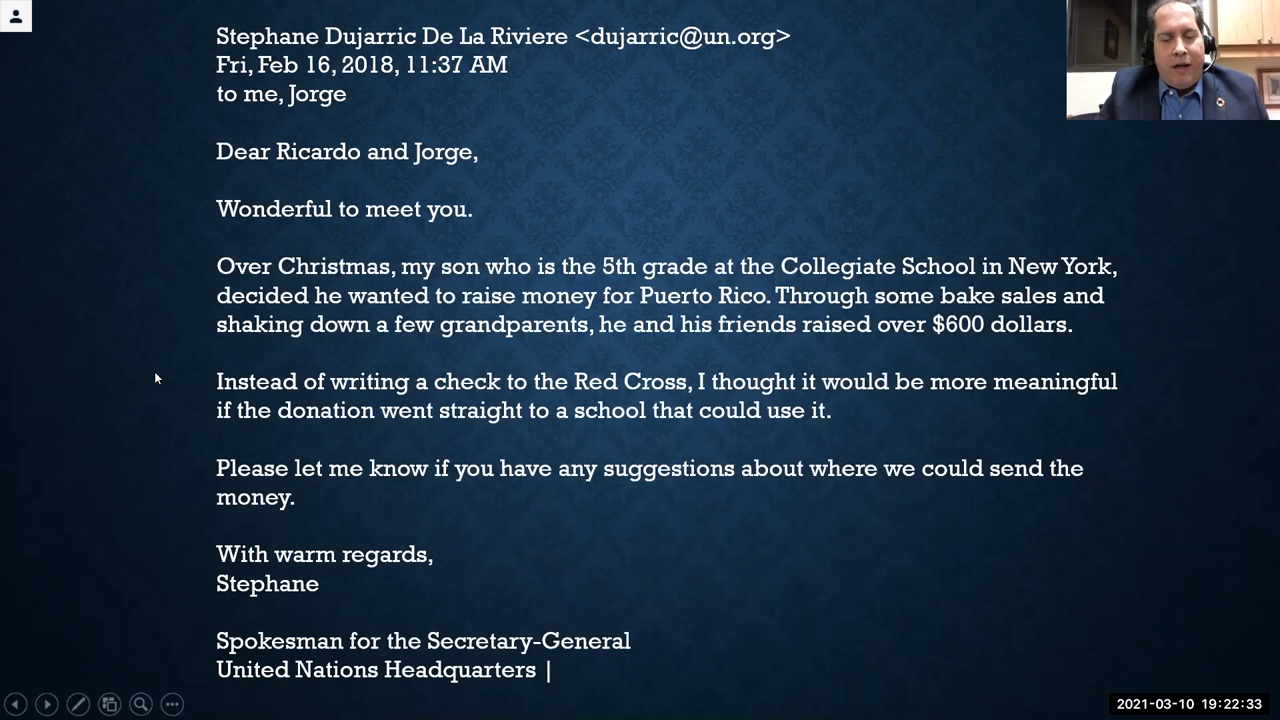 Stephane Dujarric De La Riviere <dujarric@un.org>
Fri, Feb 16, 2018, 11:37 AM
to me, Jorge
Dear Ricardo and Jorge,
Wonderful to meet you.
Over Christmas, my son who is the 5th grade at the Collegiate School in New York,
decided he wanted to raise money for Puerto Rico. Through some bake sales and
shaking down a few grandparents, he and his friends raised over $600 dollars.
Instead of writing a check to the Red Cross, I thought it would be more meaningful
if the donation went straight to a school that could use it.
Please let me know if you have any suggestions about where we could send the
money.
With warm regards,
Stephane
Spokesman for the Secretary-General
United Nations Headquarters |
2021-03-10 19:22:33